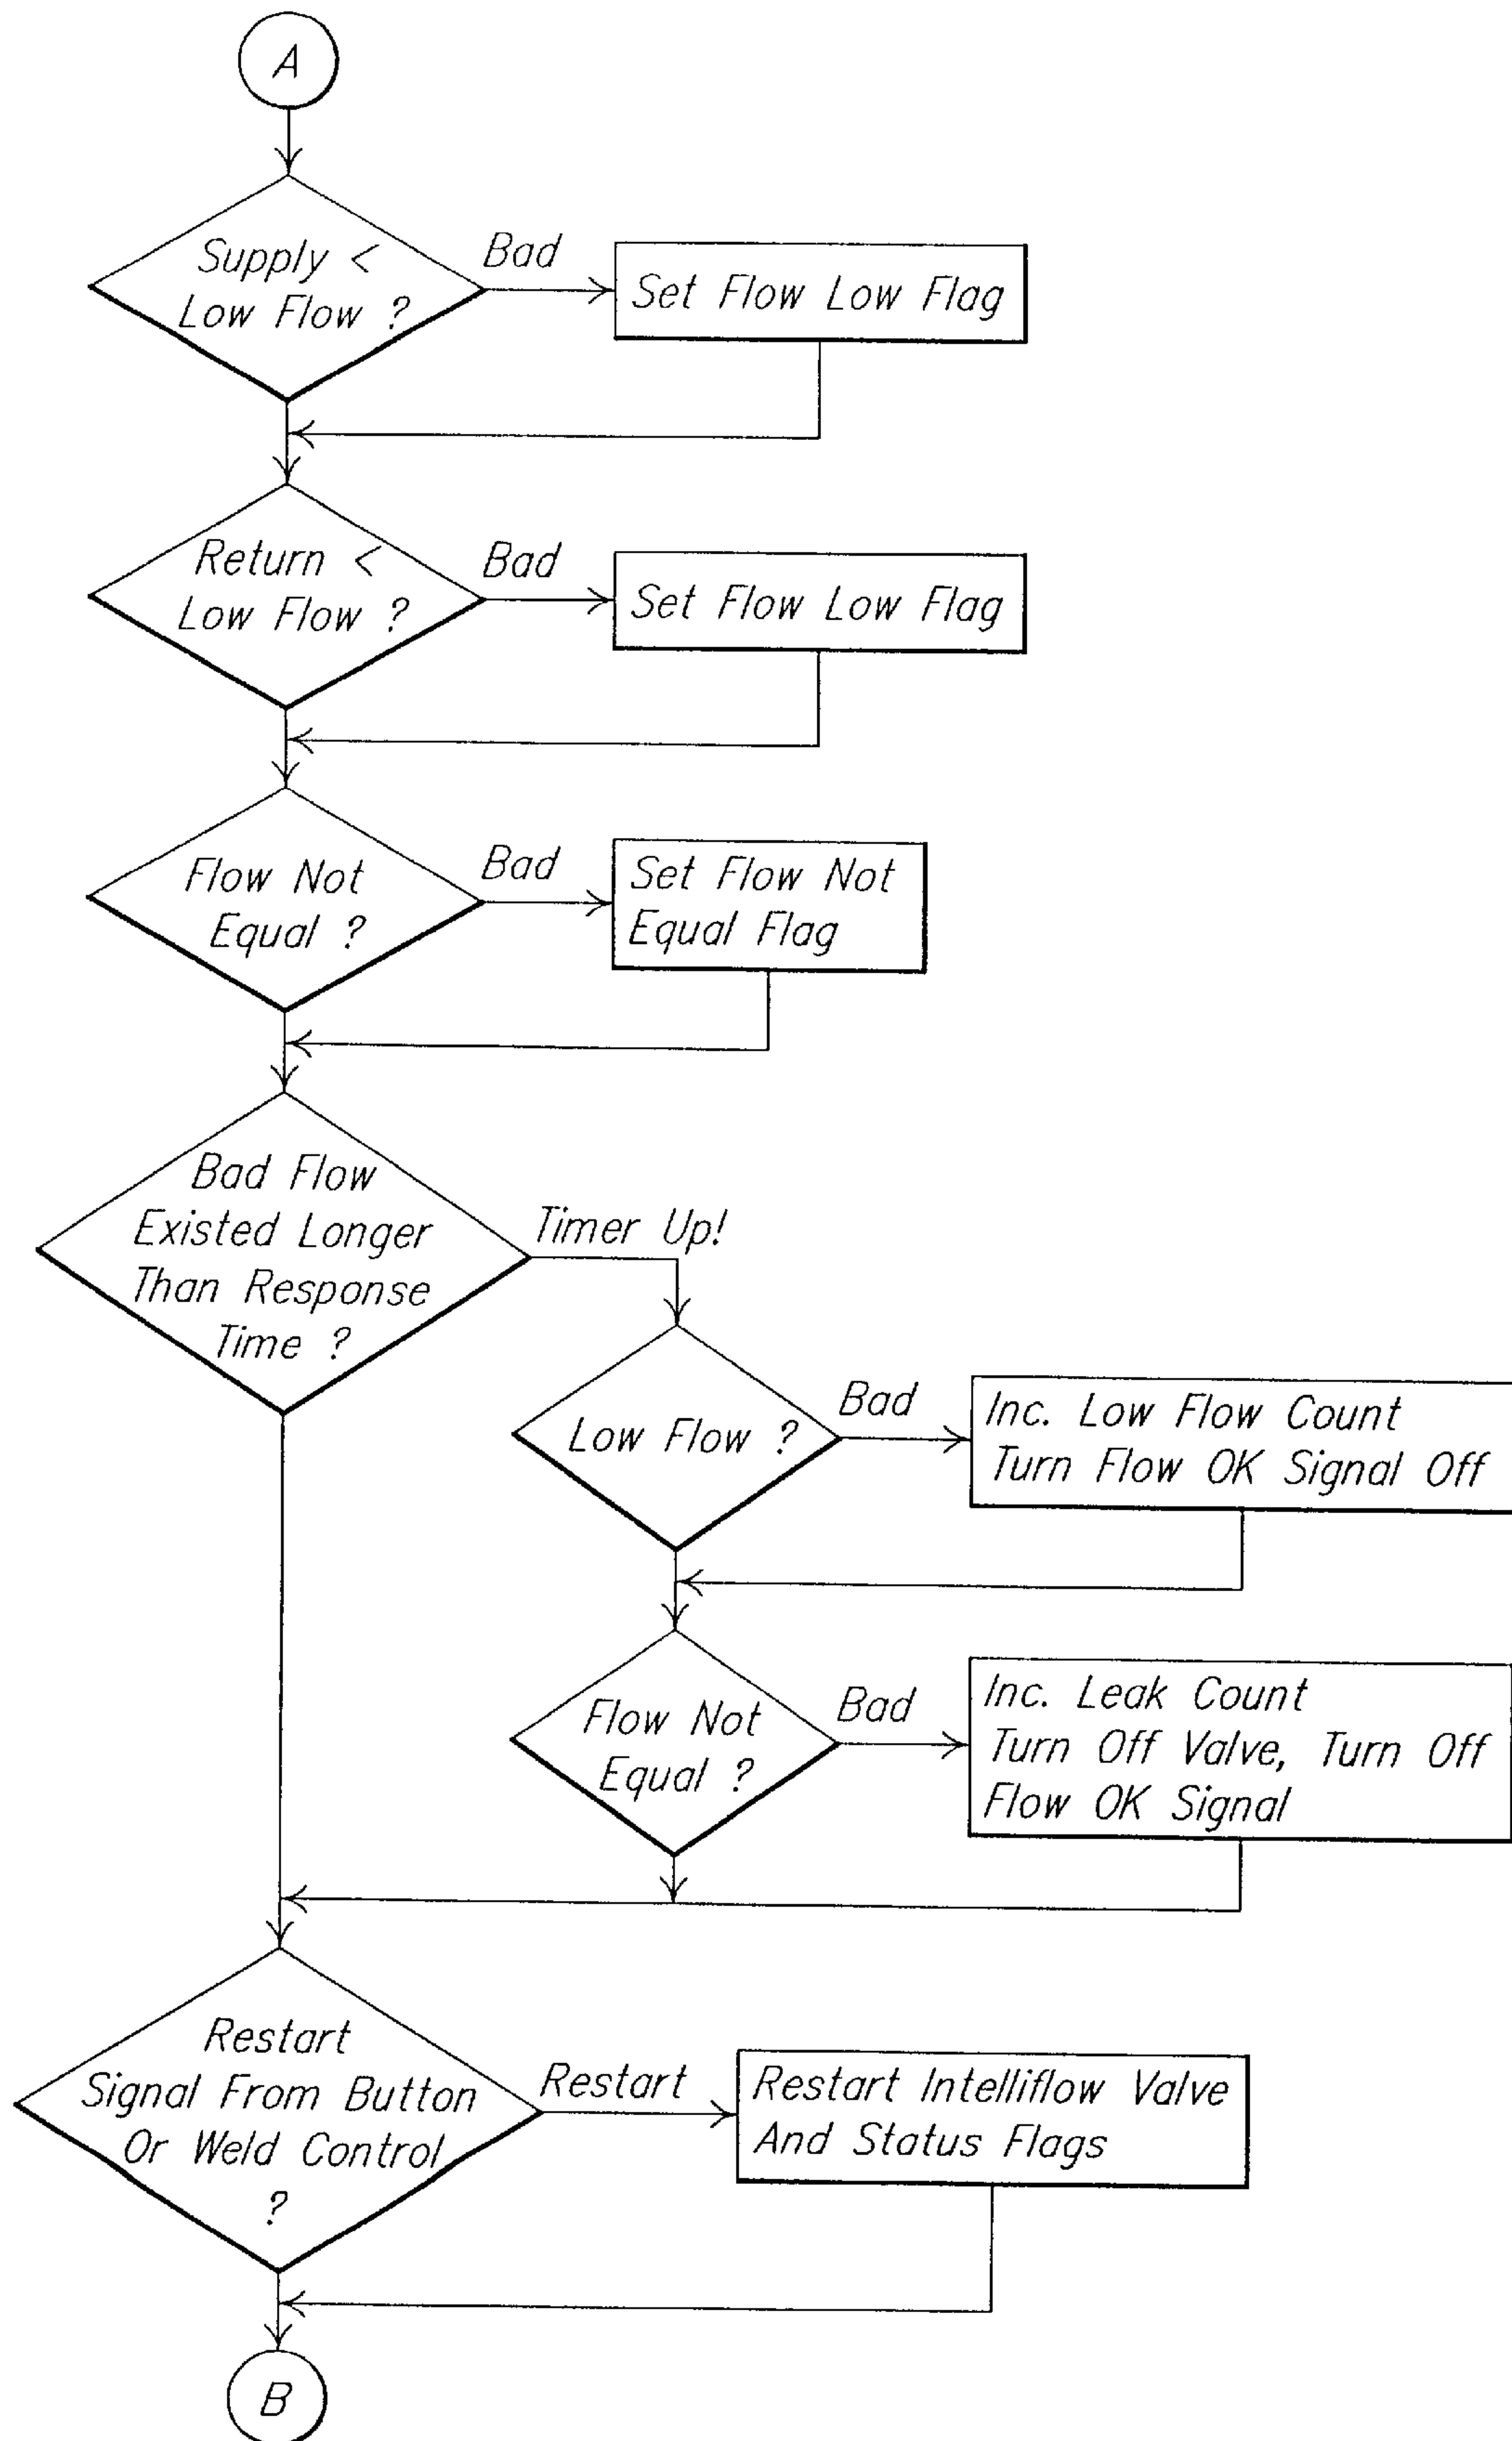 A
Supply <
Low Flow ?
Bad
Set Flow Low Flag
Return <
Low Flow ?
Bad
Set Flow Low Flag
Flow Not
Equal ?
Bad
Set Flow Not
Equal Flag
Bad Flow
Existed Longer
Than Response
Time ?
Timer Up!
Low Flow ?
Bad
Inc. Low Flow Count
Turn Flow OK Signal Off
Flow Not
Equal ?
Bad
Inc. Leak Count
Turn Off Valve, Turn Off
Flow OK Signal
Restart
Signal From Button
Or Weld Control
?
Restart
Restart Intelliflow Valve
And Status Flags
B